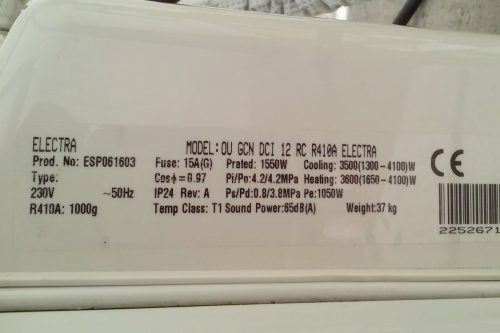 ELECTRA MODEL: OU GCN DCI 12 RC R410A ELECTRA
Prod. No: ESP061603 Fuse: 15A(G) Prated: 1550W Cooling: 3500(1300-4100)W
Type: Cosϕ=0.97 Pi/Po:4.2/4.2MPa Heating: 3600(1650-4100)W
230V ~50Hz IP24 Rev: A Ps/Pd:0.8/3.8MPa Pe:1050W
R410A: 1000g Temp Class: T1 Sound Power:65dB(A) Weight:37 kg
CE
2252671